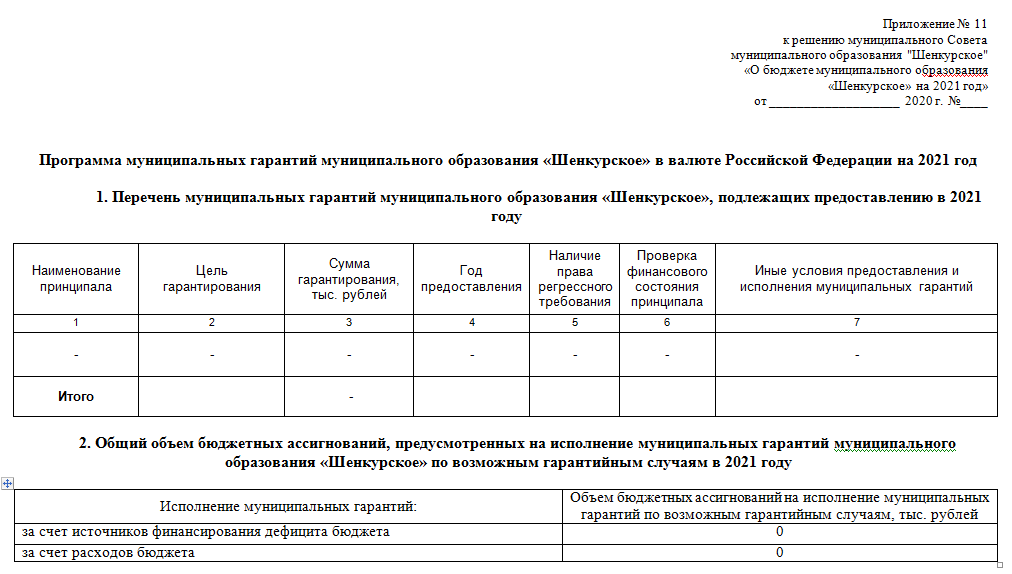 Приложение № 11
к решению муниципального Совета
муниципального образования "Шенкурское"
«О бюджете муниципального образования
«Шенкурское» на 2021 год»
от ___________________ 2020 г. №____
Программа муниципальных гарантий муниципального образования «Шенкурское» в валюте Российской Федерации на 2021 год
1. Перечень муниципальных гарантий муниципального образования «Шенкурское», подлежащих предоставлению в 2021
году
Наименование
принципала
Цель
гарантирования
Сумма
гарантирования,
тыс. рублей
Год
предоставления
Наличие
права
регрессного
требования
Проверка
финансового
состояния
принципала
Иные условия предоставления и
исполнения муниципальных гарантий
1 2 3 4 5 6 7
- - - - - - -
Итого -
2. Общий объем бюджетных ассигнований, предусмотренных на исполнение муниципальных гарантий муниципального
образования «Шенкурское» по возможным гарантийным случаям в 2021 году
Исполнение муниципальных гарантий:
Объем бюджетных ассигнований на исполнение муниципальных
гарантий по возможным гарантийным случаям, тыс. рублей
за счет источников финансирования дефицита бюджета 0
за счет расходов бюджета 0